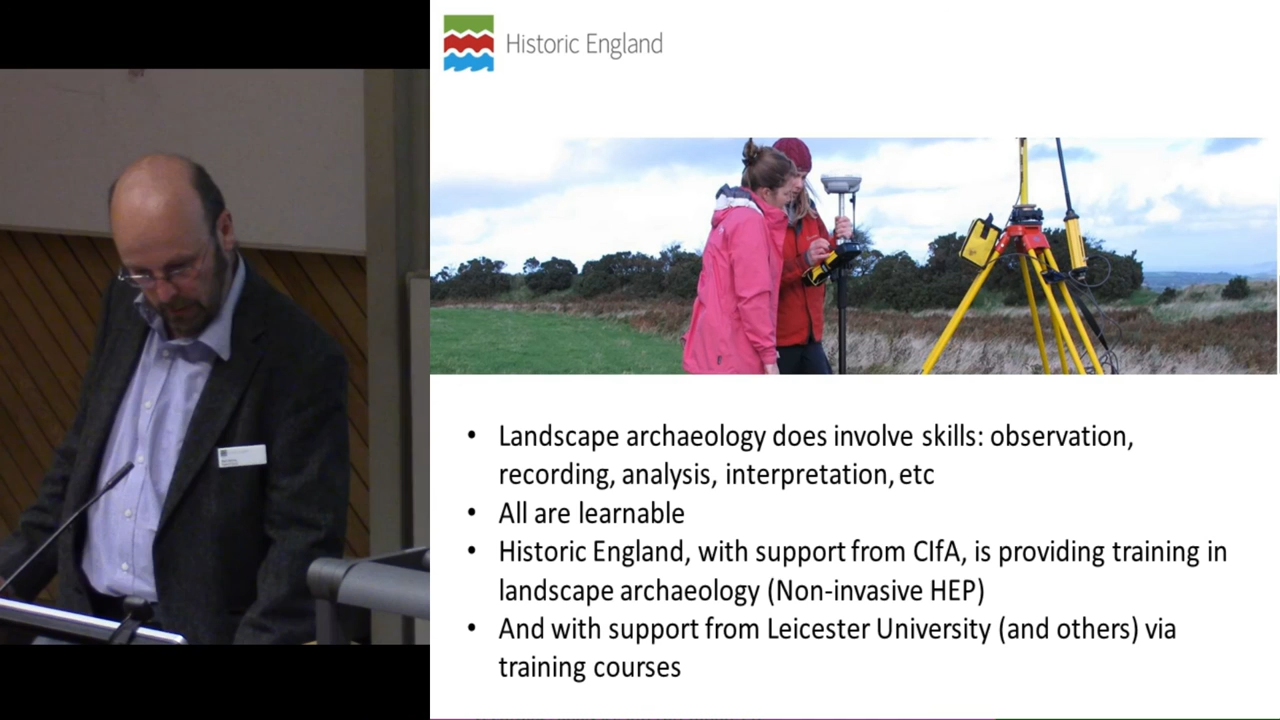 Historic England
• Landscape archaeology does involve skills: observation,
recording, analysis, interpretation, etc
• All are learnable
• Historic England, with support from CIfA, is providing training in
landscape archaeology (Non-invasive HEP)
• And with support from Leicester University (and others) via
training courses